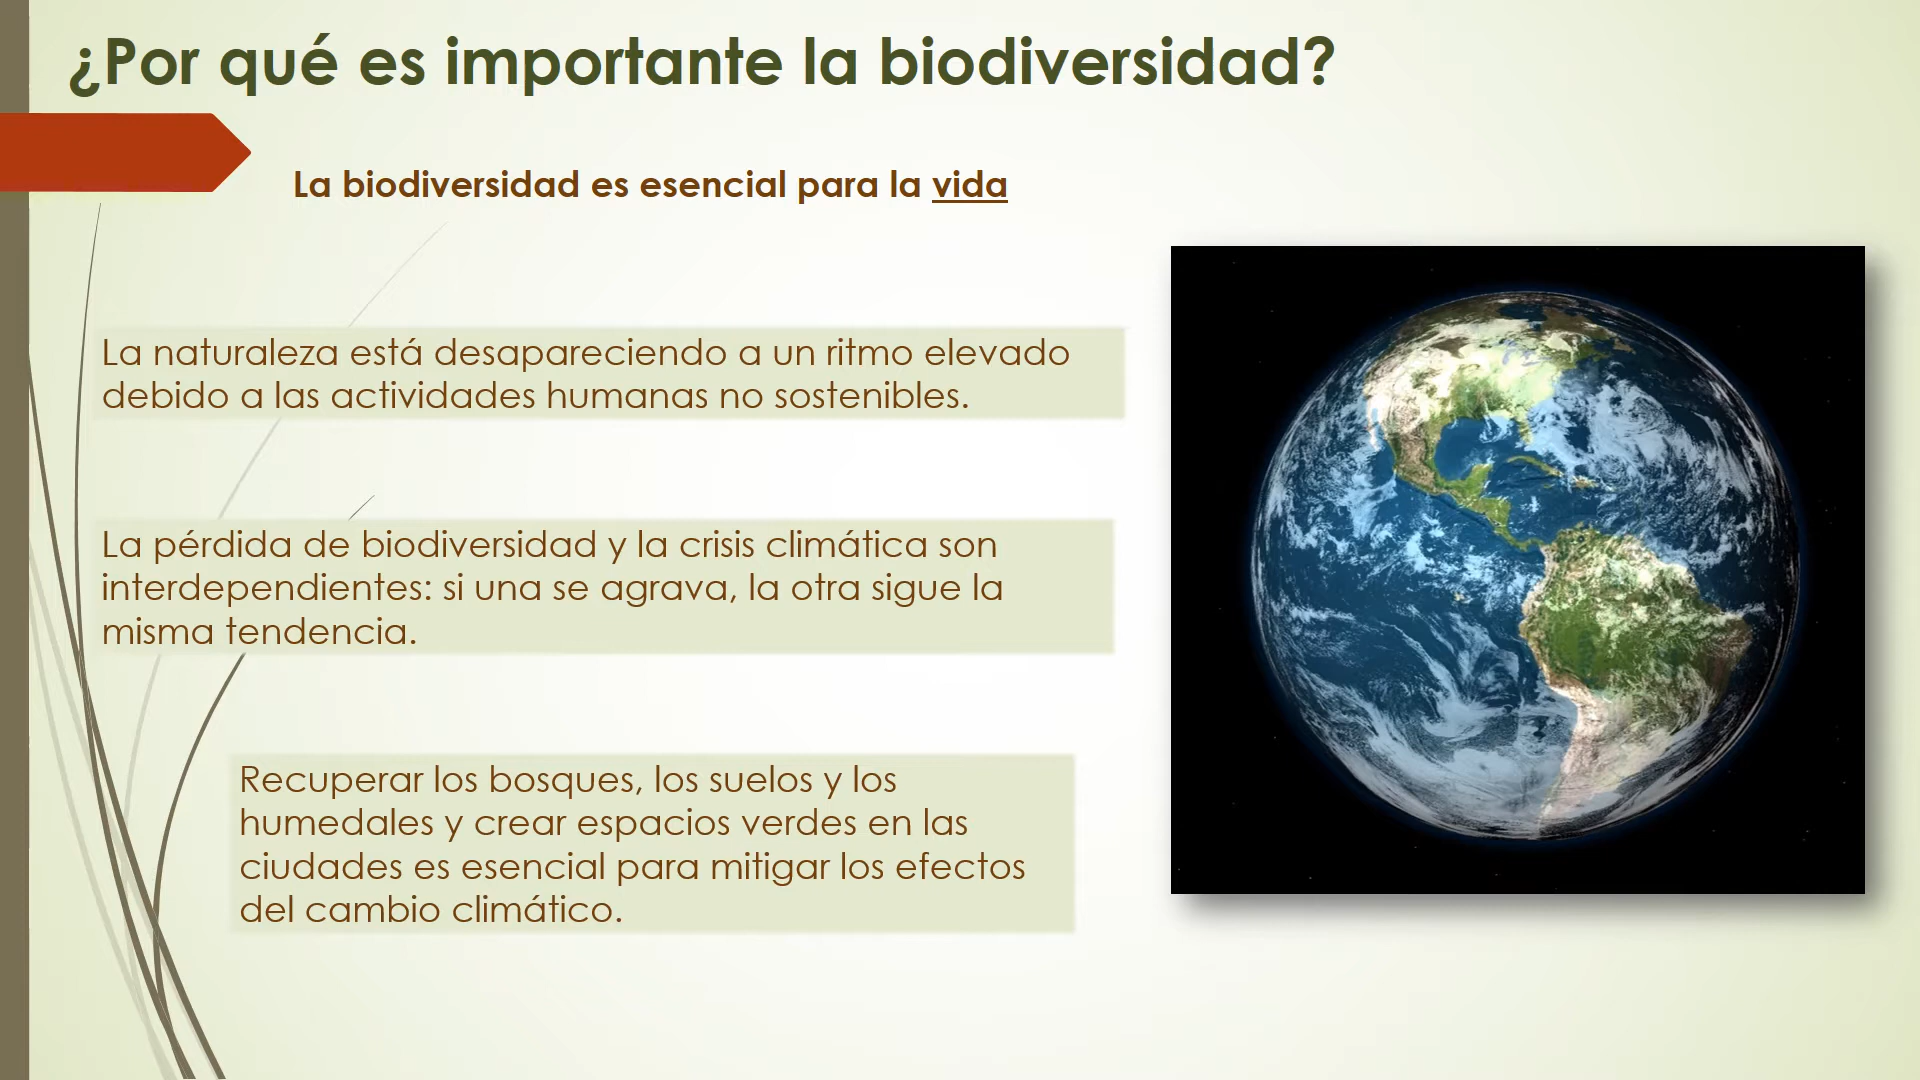 ¿Por qué es importante la biodiversidad?
La biodiversidad es esencial para la vida
La naturaleza está desapareciendo a un ritmo elevado
debido a las actividades humanas no sostenibles.
La pérdida de biodiversidad y la crisis climática son
interdependientes: si una se agrava, la otra sigue la
misma tendencia.
Recuperar los bosques, los suelos y los
humedales y crear espacios verdes en las
ciudades es esencial para mitigar los efectos
del cambio climático.